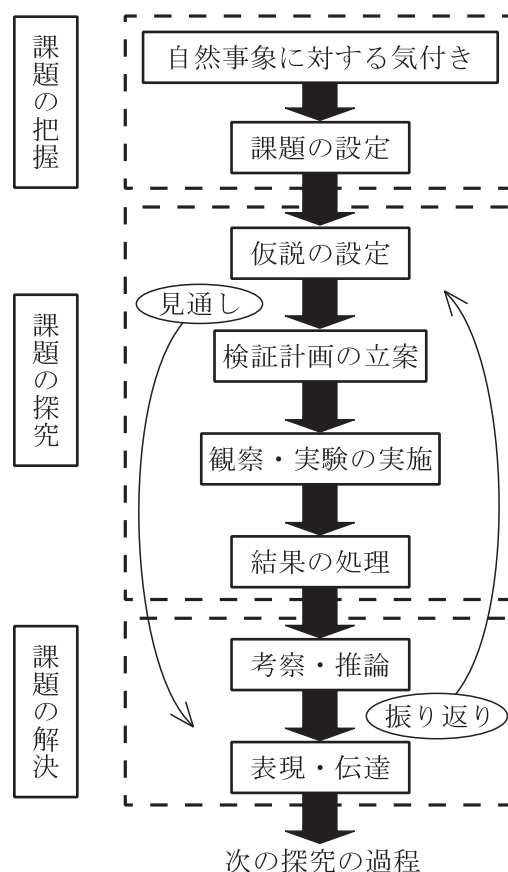 課題の把握
自然事象に対する気付き
課題の設定
課題の探究
仮説の設定
見通し
検証計画の立案
観察・実験の実施
結果の処理
課題の解決
考察・推論
振り返り
表現・伝達
次の探究の過程